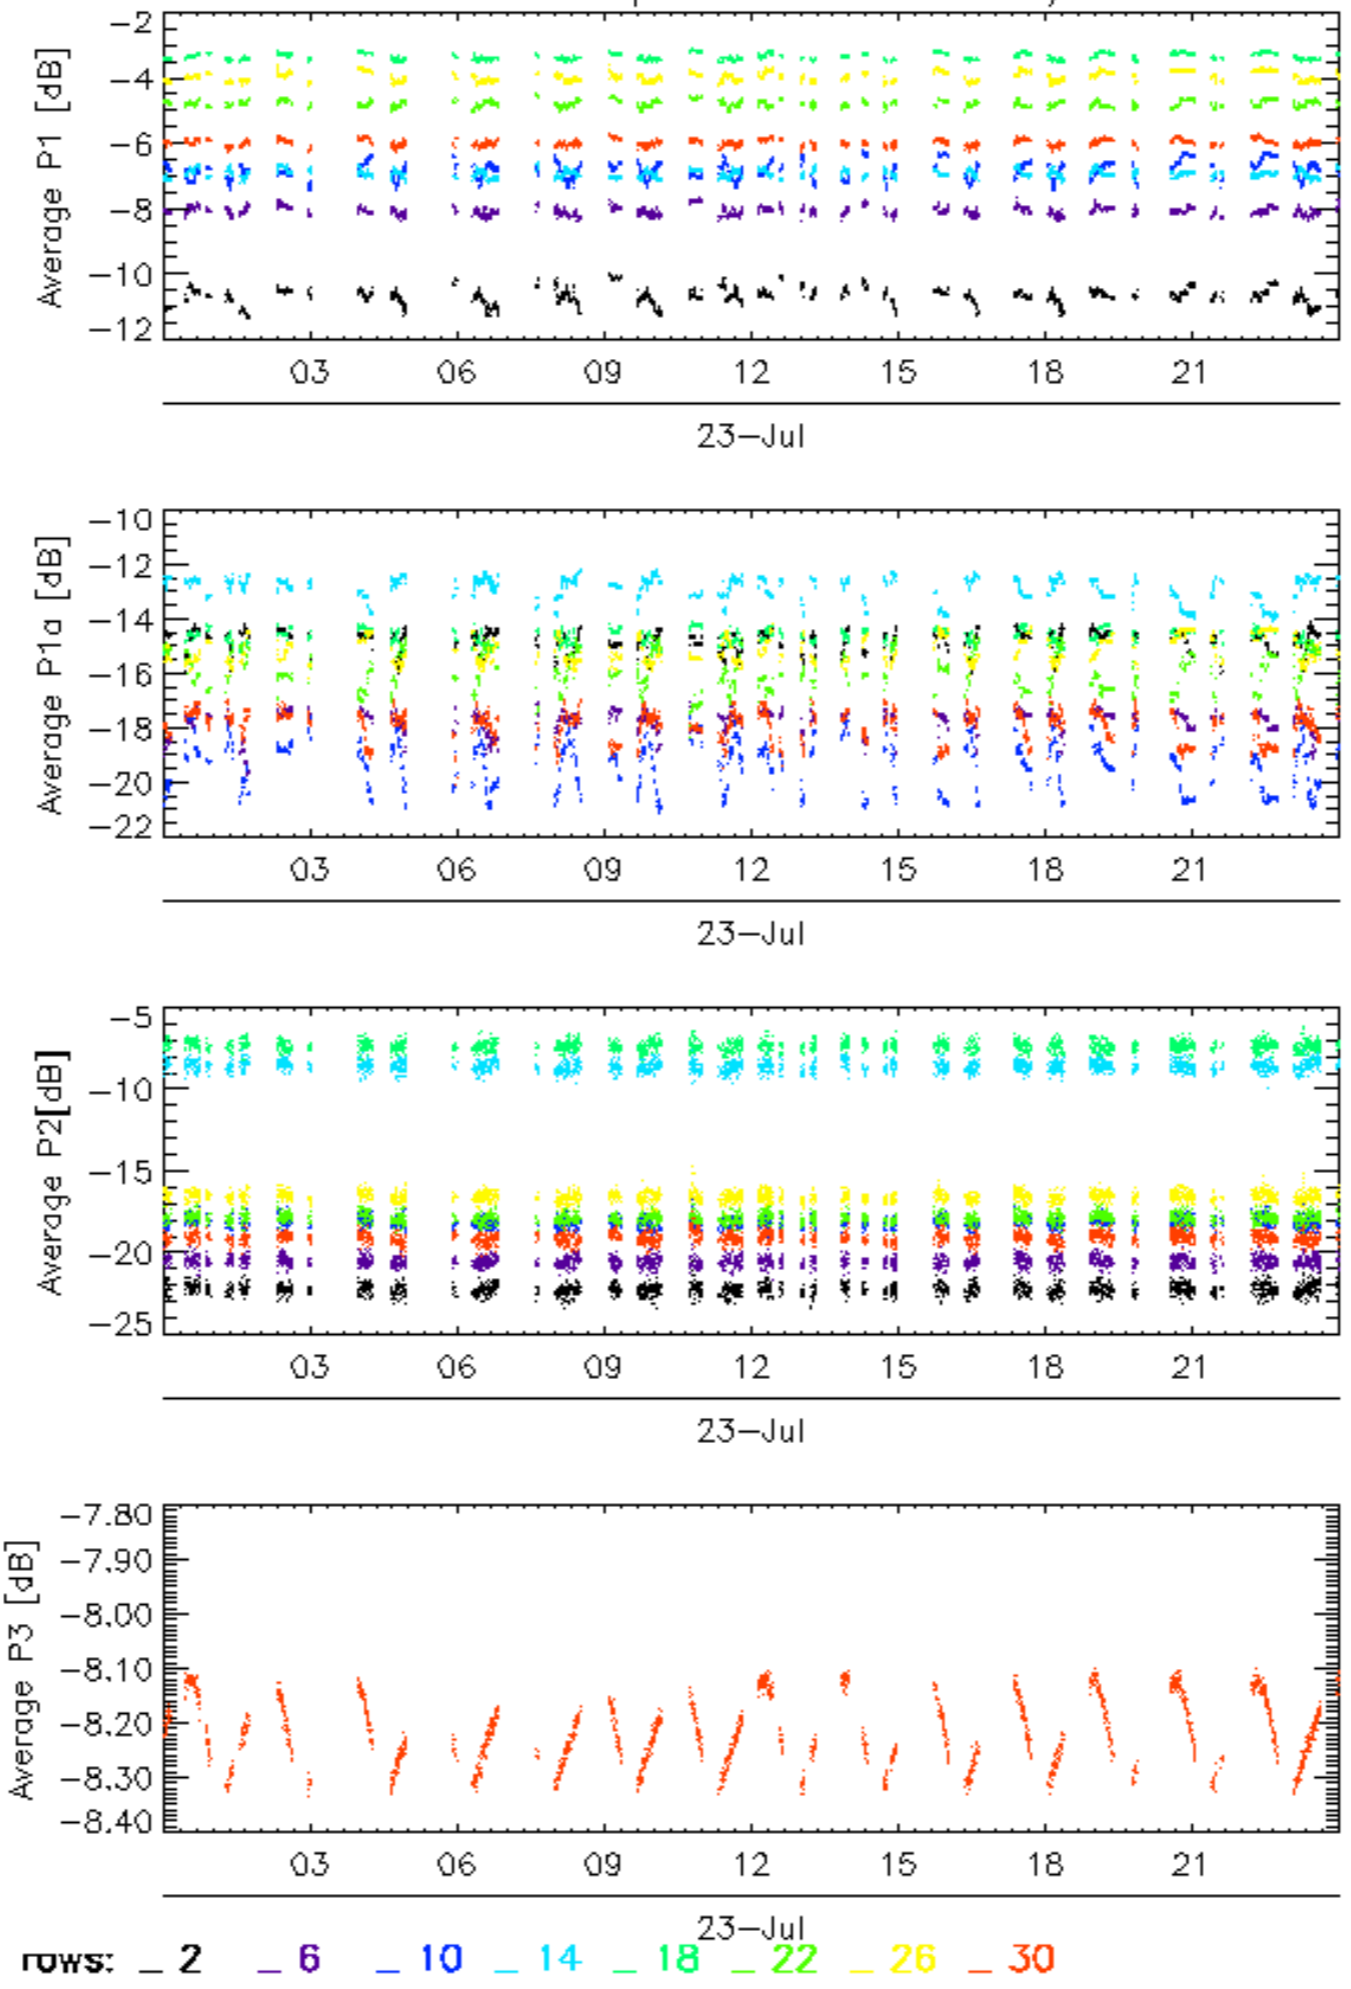 Average P1 [dB]
−2
−4
−6
−8
−10
−12
03 06 09 12 15 18 21
23−Jul
Average P1a [dB]
−10
−12
−14
−16
−18
−20
−22
03 06 09 12 15 18 21
23−Jul
Average P2[dB]
−5
−10
−15
−20
−25
03 06 09 12 15 18 21
23−Jul
Average P3 [dB]
−7.80
−7.90
−8.00
−8.10
−8.20
−8.30
−8.40
03 06 09 12 15 18 21
23−Jul
rows: _ 2 _ 6 _ 10 _ 14 _ 18 _ 22 _ 26 _ 30